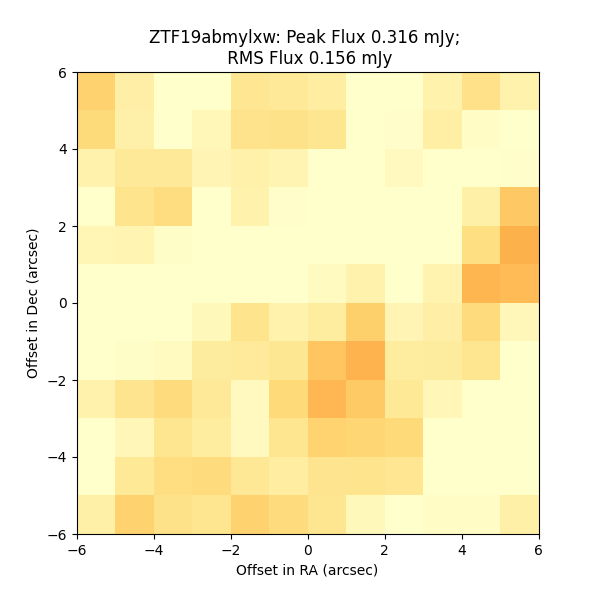 ZTF19abmylxw: Peak Flux 0.316 mJy;
RMS Flux 0.156 mJy
6
4
2
0
−2
−4
−6
Offset in Dec (arcsec)
−6 −4 −2 0 2 4 6
Offset in RA (arcsec)